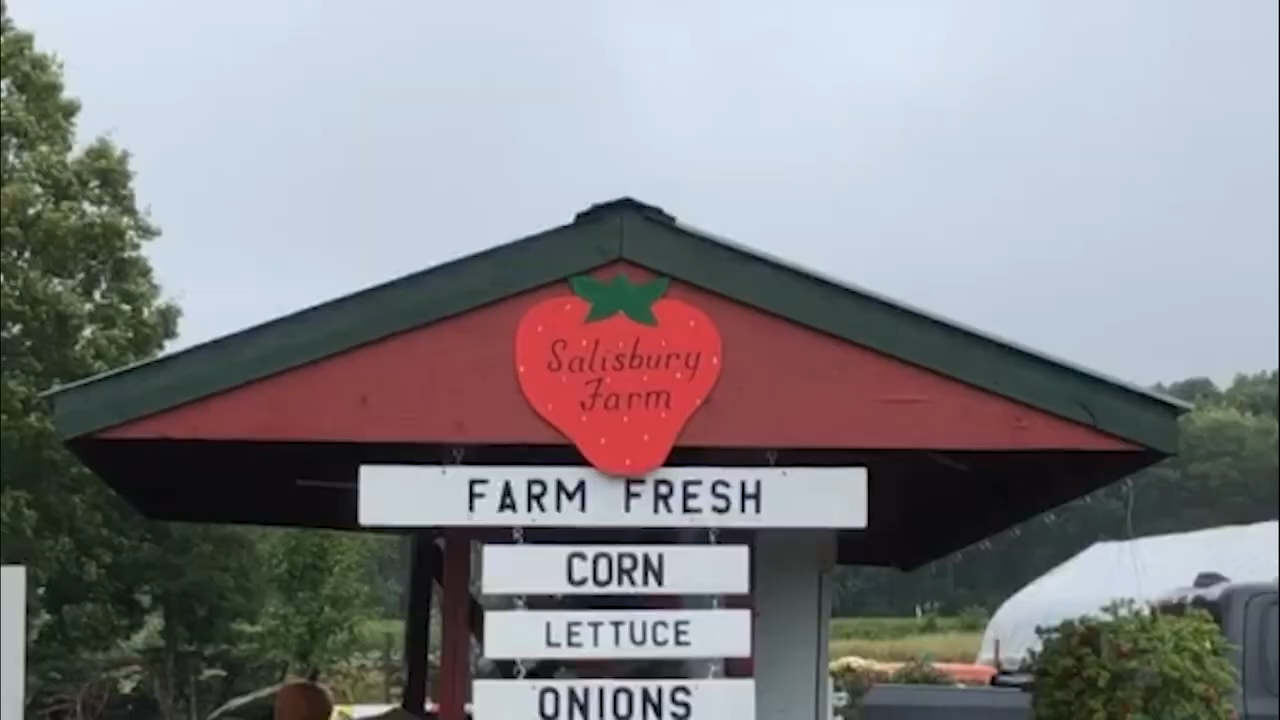 Salisbury
Farm
FARM FRESH
CORN
LETTUCE
ONIONS